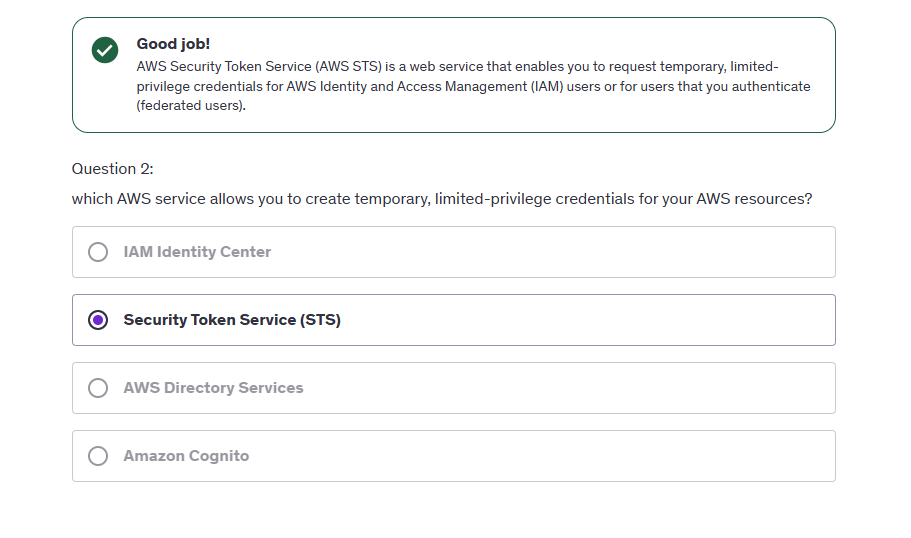 Good job!
AWS Security Token Service (AWS STS) is a web service that enables you to request temporary, limited-
privilege credentials for AWS Identity and Access Management (IAM) users or for users that you authenticate
(federated users).
Question 2:
which AWS service allows you to create temporary, limited-privilege credentials for your AWS resources?
IAM Identity Center
Security Token Service (STS)
AWS Directory Services
Amazon Cognito